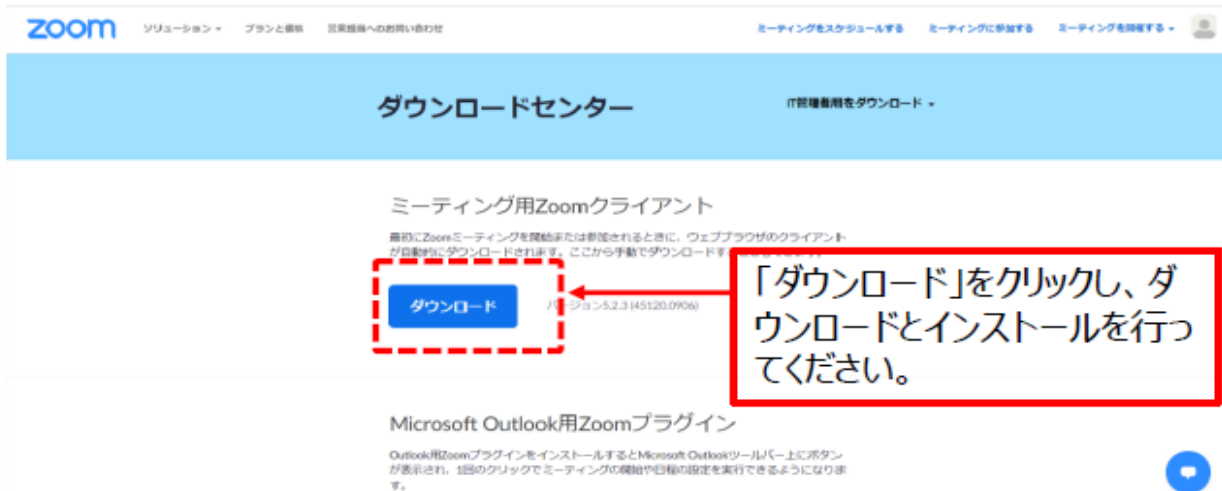 zoom ソリューション プランと価格 営業担当へのお問い合わせ ミーティングをスケジュールする ミーティングに参加する ミーティングを開催する
ダウンロードセンター IT管理者用をダウンロード
ミーティング用Zoomクライアント
最初にZoomミーティングを開始または参加されるときに、ウェブブラウザのクライアント
が自動的にダウンロードされます。ここから手動でダウンロードす
ダウンロード バージョン5.2.3 (45120.0906)
「ダウンロード」をクリックし、ダ
ウンロードとインストールを行っ
てください。
Microsoft Outlook用Zoomプラグイン
Outlook用ZoomプラグインをインストールするとMicrosoft Outlookツールバー上にボタン
が表示され、1回のクリックでミーティングの開始や日程の設定を実行できるようになりま
す。